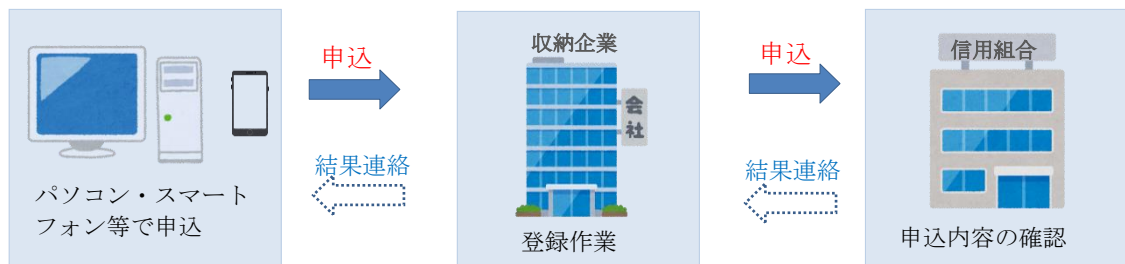 申込
結果連絡
パソコン・スマート
フォン等で申込
収納企業
会
社
登録作業
申込
結果連絡
信用組合
申込内容の確認